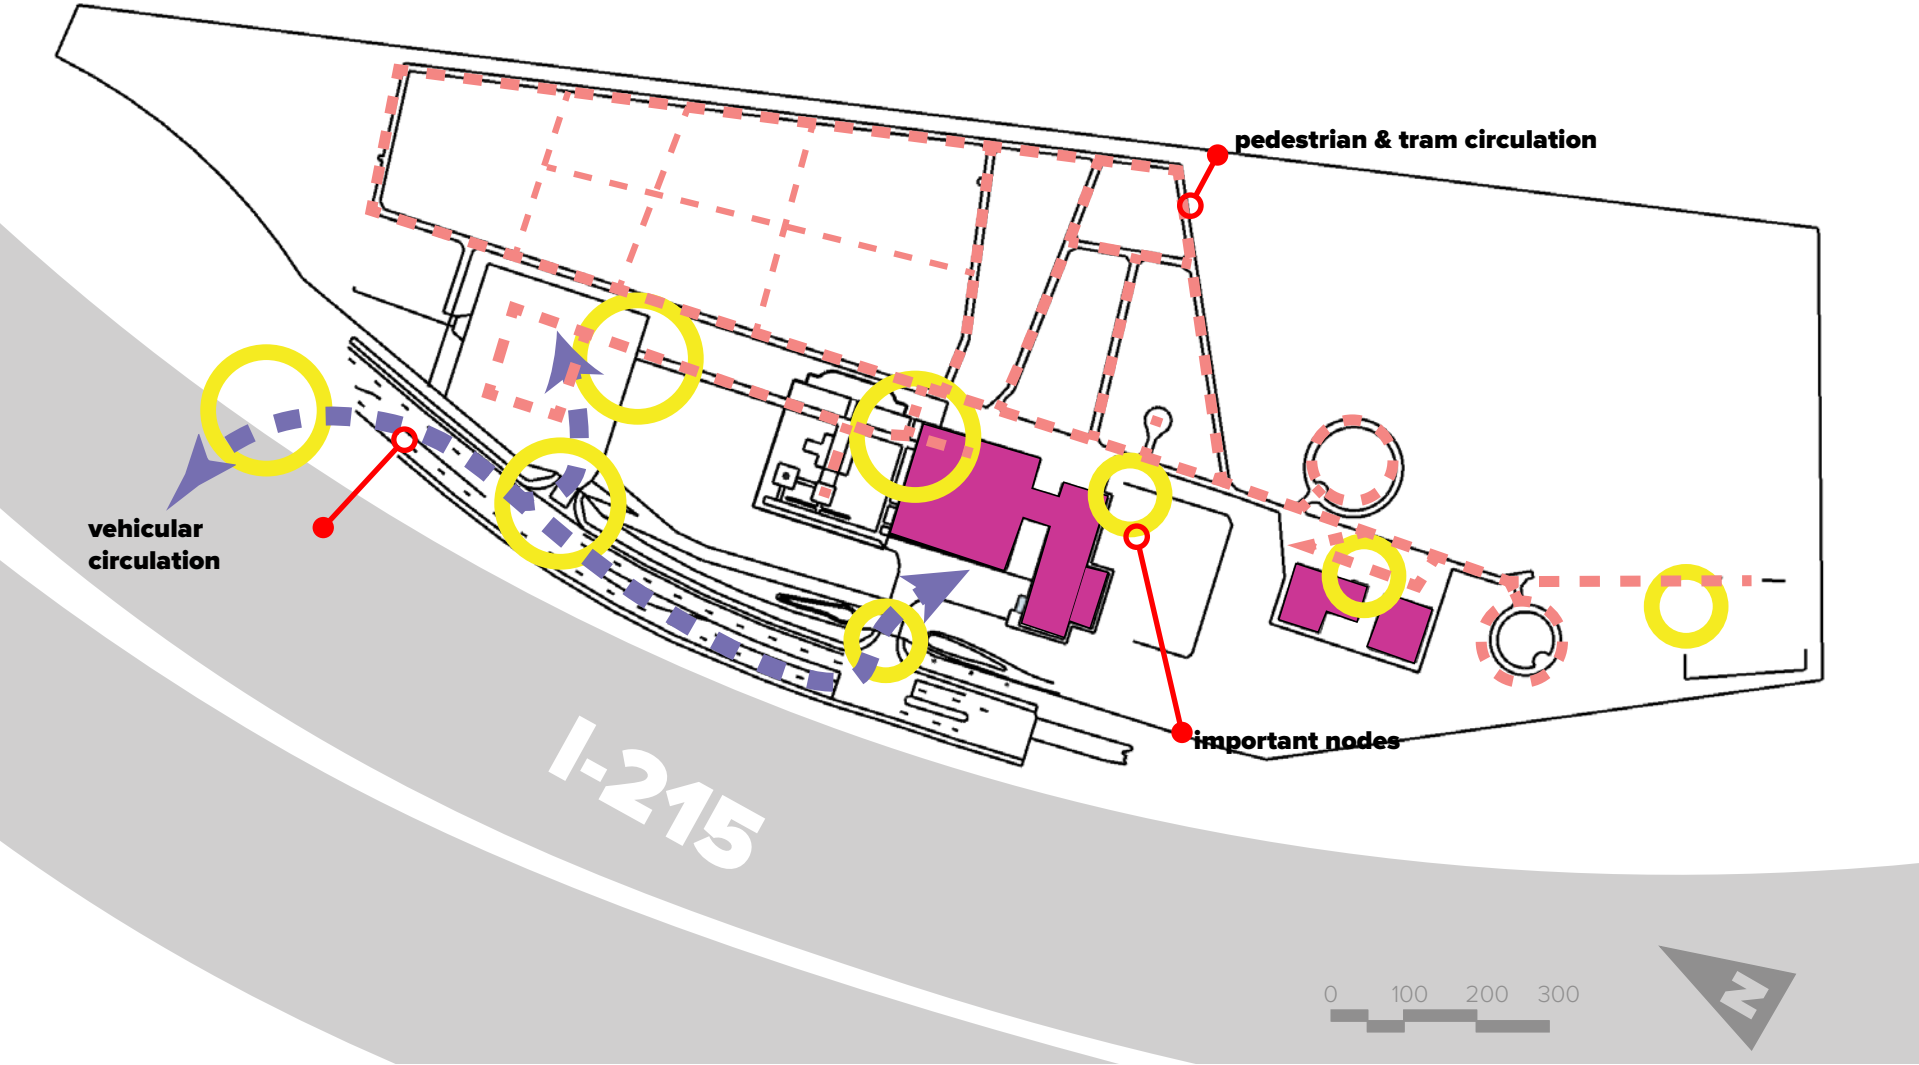 pedestrian & tram circulation
vehicular
circulation
important nodes
I-215
0 100 200 300
N